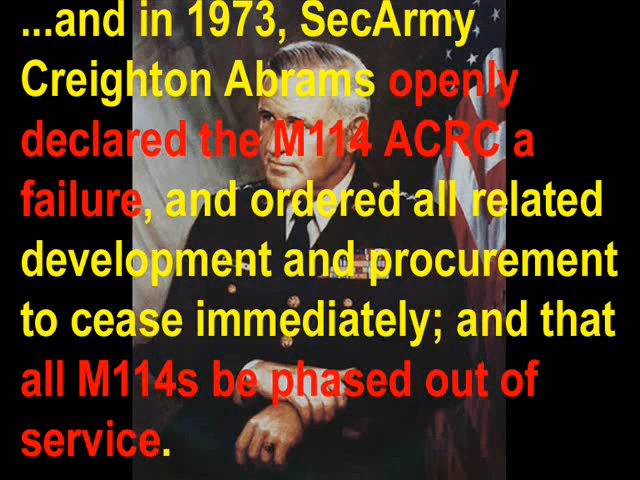 ...and in 1973, SecArmy
Creighton Abrams openly
declared the M114 ACRC a
failure, and ordered all related
development and procurement
to cease immediately; and that
all M114s be phased out of
service.